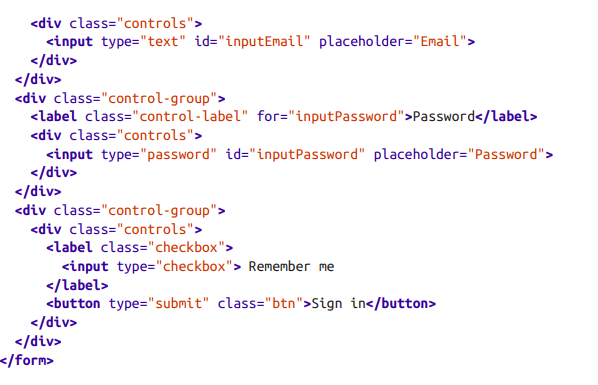 <div class="controls">
      <input type="text" id="inputEmail" placeholder="Email">
    </div>
  </div>
  <div class="control-group">
    <label class="control-label" for="inputPassword">Password</label>
    <div class="controls">
      <input type="password" id="inputPassword" placeholder="Password">
    </div>
  </div>
  <div class="control-group">
    <div class="controls">
      <label class="checkbox">
        <input type="checkbox"> Remember me
      </label>
      <button type="submit" class="btn">Sign in</button>
    </div>
  </div>
</form>